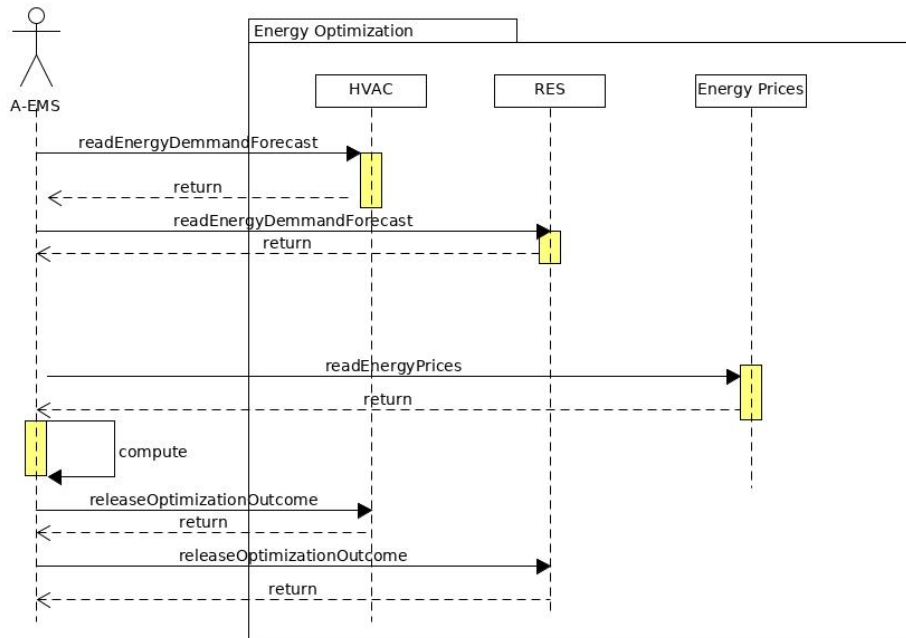 Energy Optimization
HVAC
RES
Energy Prices
A-EMS
readEnergyDemmandForecast
return
readEnergyDemmandForecast
return
readEnergyPrices
return
compute
releaseOptimizationOutcome
return
releaseOptimizationOutcome
return